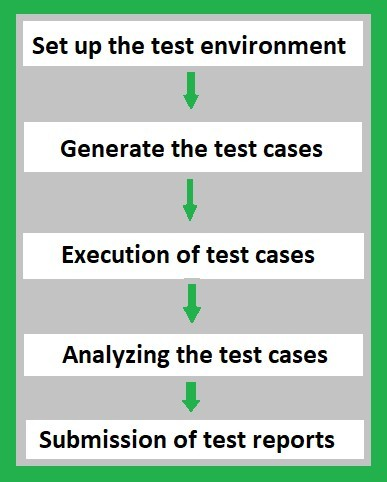 Set up the test environment
Generate the test cases
Execution of test cases
Analyzing the test cases
Submission of test reports